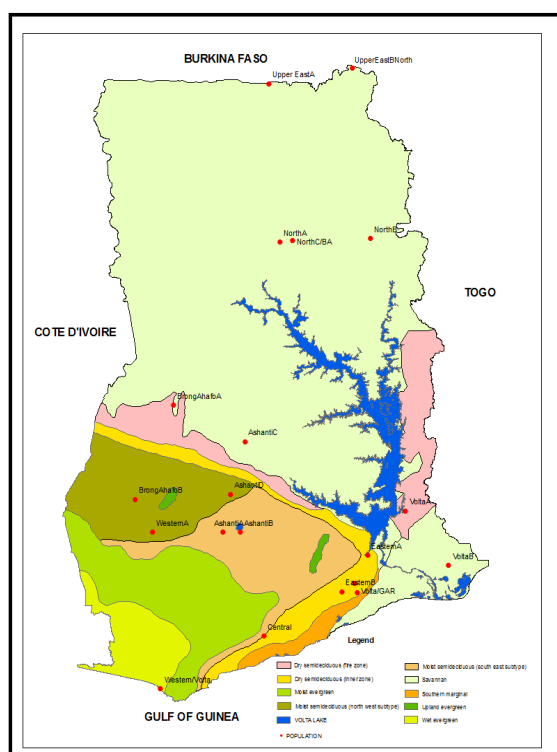 BURKINA FASO
UpperEastBNorth
Upper EastA
NorthA
NorthC/BA
TOGO
COTE D'IVOIRE
BrongAhafoA
AshantiC
BrongAhafoB
AshantiD
VoltaA
WesternA
AshantiA
AshantiB
EasternA
VoltaB
EasternB
Volta/GAR
Central
Legend
Western/Volta
GULF OF GUINEA
Dry semideciduous (fire zone)
Dry semideciduous (inner zone)
Moist evergreen
Moist semideciduous (north west subtype)
VOLTA LAKE
POPULATION
Moist semideciduous (south east subtype)
Savannah
Southern marginal
Upland evergreen
Wet evergreen